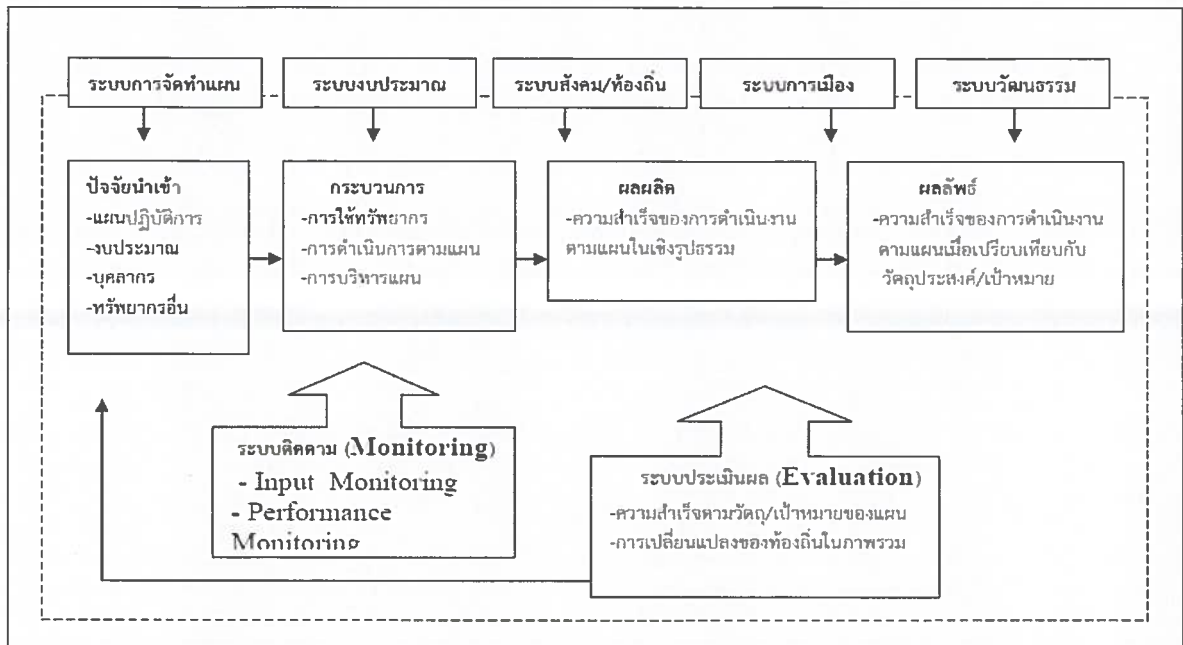 ระบบการจัดทำแผน
ระบบงบประมาณ
ระบบสังคม/ท้องถิ่น
ระบบการเมือง
ระบบวัฒนธรรม
ปัจจัยนำเข้า
-แผนปฏิบัติการ
-งบประมาณ
-บุคลากร
-ทรัพยากรอื่น
กระบวนการ
-การใช้ทรัพยากร
-การดำเนินการตามแผน
-การบริหารแผน
ผลผลิต
-ความสำเร็จของการดำเนินงาน
ตามแผนในเชิงรูปธรรม
ผลลัพธ์
-ความสำเร็จของการดำเนินงาน
ตามแผนเมื่อเปรียบเทียบกับ
วัตถุประสงค์/เป้าหมาย
ระบบติดตาม (Monitoring)
- Input Monitoring
- Performance
Monitoring
ระบบประเมินผล (Evaluation)
-ความสำเร็จตามวัตถุ/เป้าหมายของแผน
-การเปลี่ยนแปลงของท้องถิ่นในภาพรวม